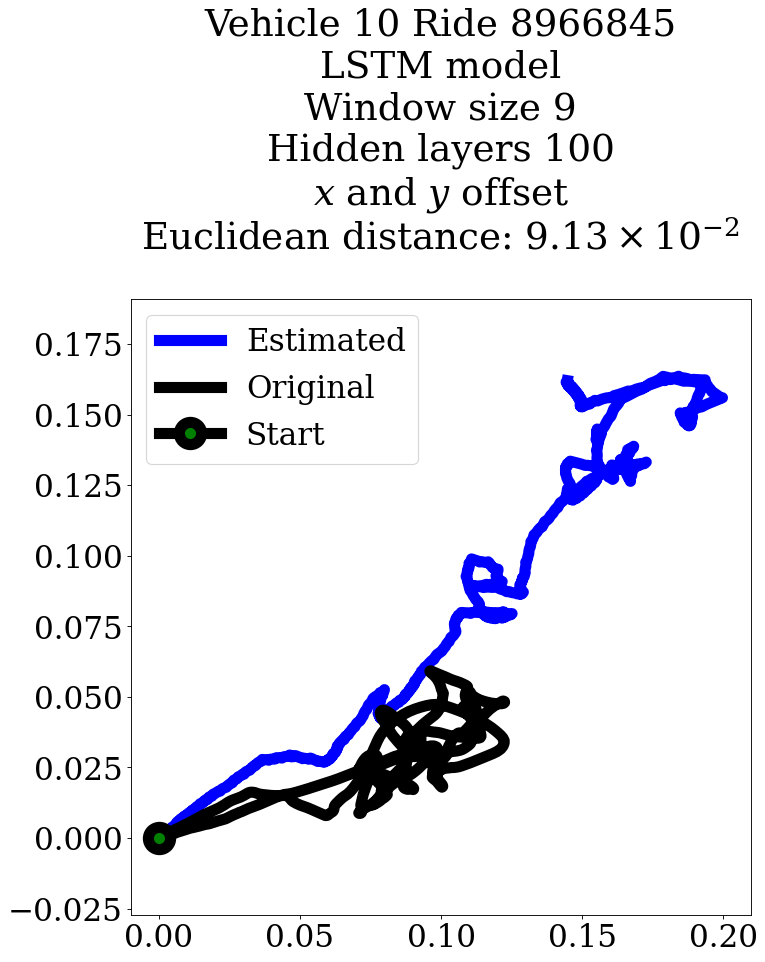 Vehicle 10 Ride 8966845
LSTM model
Window size 9
Hidden layers 100
x and y offset
Euclidean distance: 9.13 × 10⁻²
Estimated
Original
Start
0.175
0.150
0.125
0.100
0.075
0.050
0.025
0.000
−0.025
0.00 0.05 0.10 0.15 0.20